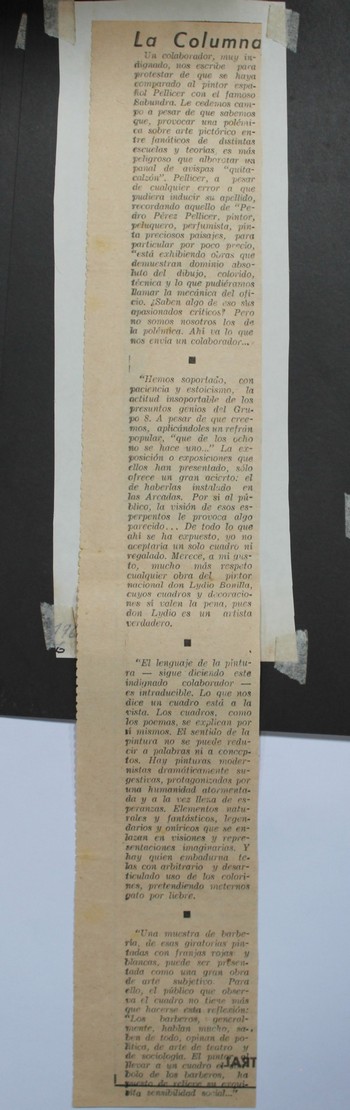 La Columna
Un colaborador, muy in-
dignado, nos escribe para
protestar de que se haya
comparado al pintor espa-
ñol Pellicer con el famoso
Sabundra. Le cedemos cam-
po a pesar de que sabemos
que, provocar una polémi-
ca sobre arte pictórico en-
tre fanáticos de distintas
escuelas y teorías, es más
peligroso que alborotar un
panal de avispas "quita-
calzón". Pellicer, a pesar
de cualquier error a que
pudiera inducir su apellido,
recordando aquello de "Pe-
dro Pérez Pellicer, pintor,
peluquero, perfumista, pin-
ta preciosos paisajes, para
particular por poco precio,
"está exhibiendo obras que
demuestran dominio abso-
luto del dibujo, colorido,
técnica y lo que pudiéramos
llamar la mecánica del ofi-
cio. ¿Saben algo de eso sus
apasionados críticos? Pero
no somos nosotros los de
la polémica. Ahí va lo que
nos envía un colaborador...
"Hemos soportado, con
paciencia y estoicismo, la
actitud insoportable de los
presuntos genios del Gru-
po 8. A pesar de que cree-
mos, aplicándoles un refrán
popular, "que de los ocho
no se hace uno..." La ex-
posición o exposiciones que
ellos han presentado, sólo
ofrece un gran acierto: el
de haberlas instalado en
las Arcadas. Por si al pú-
blico, la visión de esos es-
perpentos le provoca algo
parecido... De todo lo que
ahí se ha expuesto, yo no
aceptaría un solo cuadro ni
regalado. Merece, a mi gus-
to, mucho más respeto
cualquier obra del pintor
nacional don Lydio Bonilla,
cuyos cuadros y decoracio-
nes sí valen la pena, pues
don Lydio es un artista
verdadero.
"El lenguaje de la pintu-
ra — sigue diciendo este
indignado colaborador —
es intraducible. Lo que nos
dice un cuadro está a la
vista. Los cuadros, como
los poemas, se explican por
sí mismos. El sentido de la
pintura no se puede redu-
cir a palabras ni a concep-
tos. Hay pinturas moder-
nistas dramáticamente su-
gestivas, protagonizadas por
una humanidad atormenta-
da y a la vez llena de es-
peranzas. Elementos natu-
rales y fantásticos, legen-
darios y oníricos que se en-
lazan en visiones y repre-
sentaciones imaginarias. Y
hay quien embadurna te-
las con arbitrario y desar-
ticulado uso de los colori-
nes, pretendiendo meternos
gato por liebre.
"Una muestra de barbe-
ría, de esas giratorias pin-
tadas con franjas rojas y
blancas, puede ser presen-
tada como una gran obra
de arte subjetivo Para
ello, el público que obser-
va el cuadro no tiene más
que hacerse esta reflexión:
"Los barberos, general-
mente, hablan mucho, sa-
ben de todo, opinan de po-
lítica, de arte de teatro y
de sociología. El pintor, al
llevar a un cuadro el
bolo de los barberos, ha
puesto de relieve su exqui-
sita sensibilidad social..."